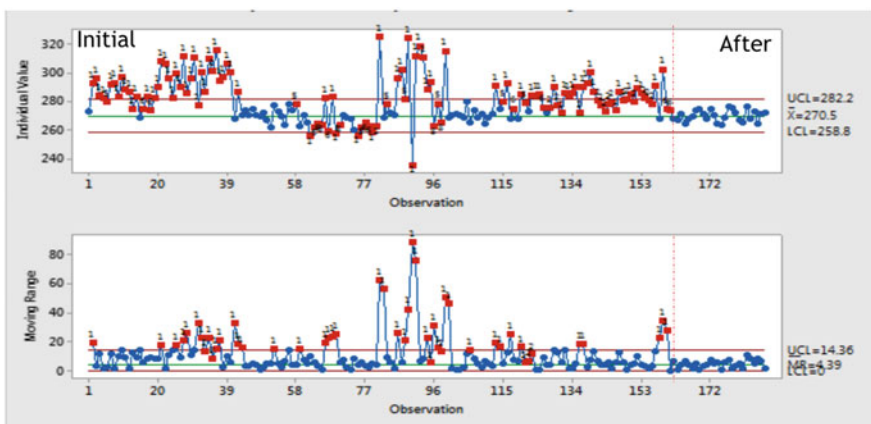 Initial
After
Individual Value
320
300
280
260
240
UCL=282.2
X̄=270.5
LCL=258.8
1 20 39 58 77 96 115 134 153 172
Observation
Moving Range
80
60
40
20
0
UCL=14.36
MR=4.39
LCL=0
1 20 39 58 77 96 115 134 153 172
Observation